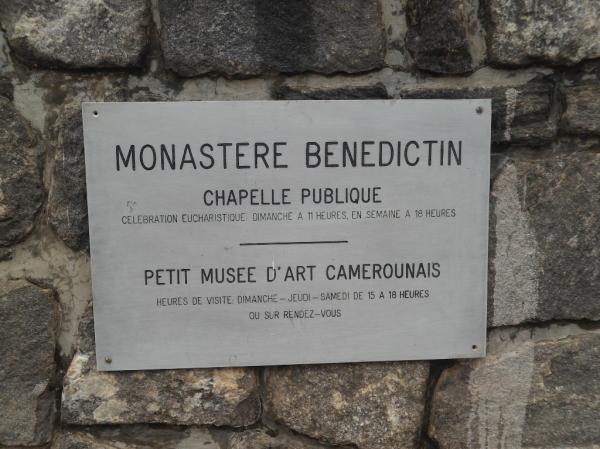 MONASTÈRE BENEDICTIN
CHAPELLE PUBLIQUE
CELEBRATION EUCHARISTIQUE: DIMANCHE A 11 HEURES, EN SEMAINE A 18 HEURES
PETIT MUSEE D'ART CAMEROUNAIS
HEURES DE VISITE: DIMANCHE – JEUDI – SAMEDI DE 15 A 18 HEURES
OU SUR RENDEZ-VOUS